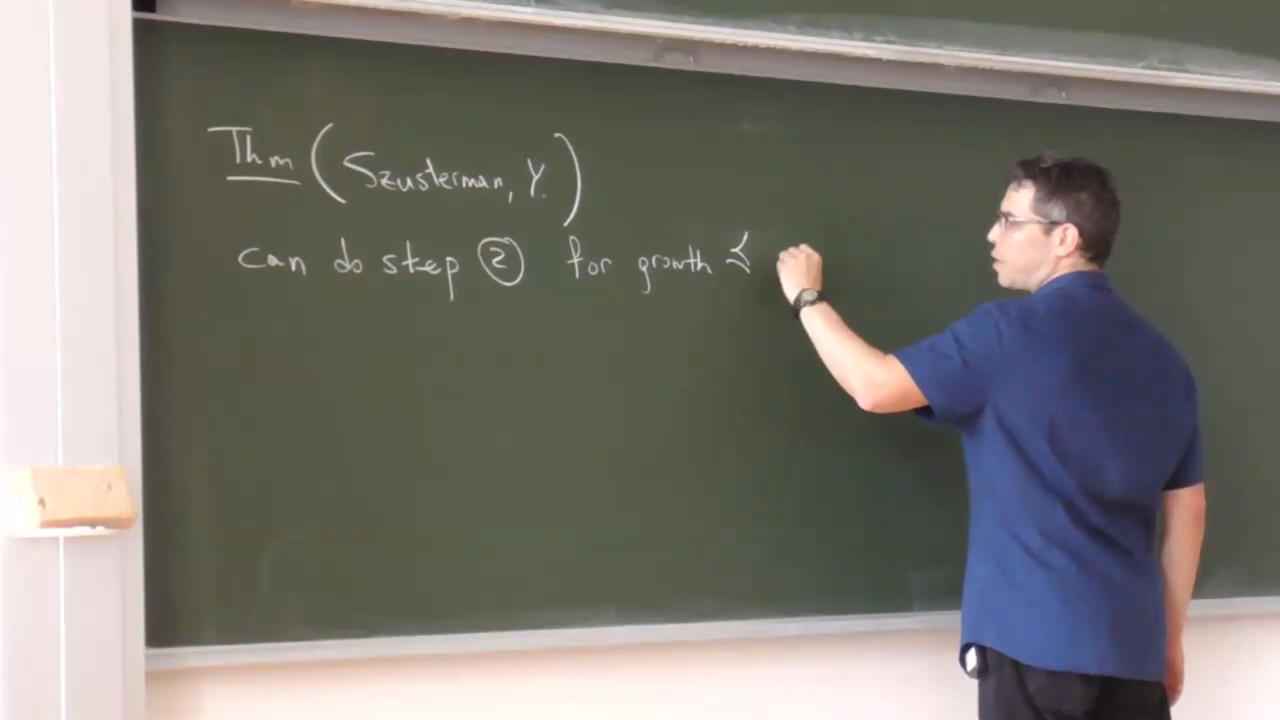 Thm (Szusterman, Y.)
can do step ② for growth ⪯